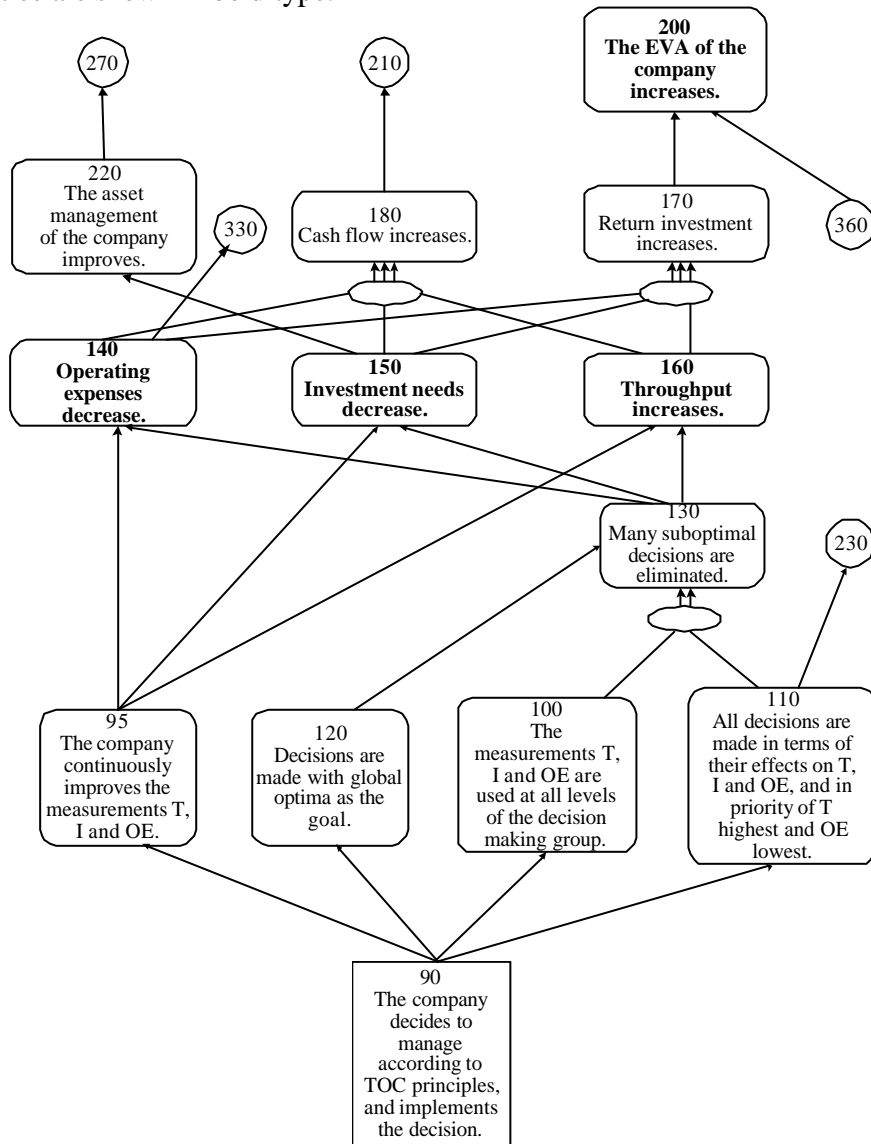 270
210
200
The EVA of the
company
increases.
220
The asset
management
of the company
improves.
330
180
Cash flow increases.
170
Return investment
increases.
360
140
Operating
expenses
decrease.
150
Investment needs
decrease.
160
Throughput
increases.
130
Many suboptimal
decisions are
eliminated.
230
95
The company
continuously
improves the
measurements T,
I and OE.
120
Decisions are
made with global
optima as the
goal.
100
The
measurements T,
I and OE are
used at all levels
of the decision
making group.
110
All decisions are
made in terms of
their effects on T,
I and OE, and in
priority of T
highest and OE
lowest.
90
The company
decides to
manage
according to
TOC principles,
and implements
the decision.